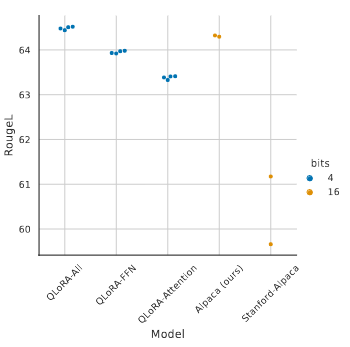 64
63
62
61
60
RougeL
bits
4
16
QLoRA-All
QLoRA-FFN
QLoRA-Attention
Alpaca (ours)
Stanford-Alpaca
Model